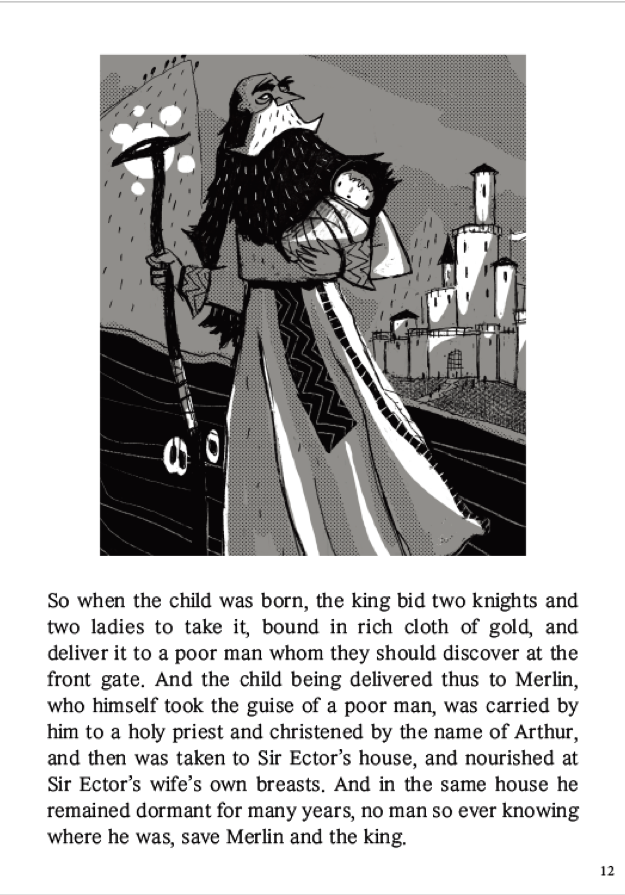 So when the child was born, the king bid two knights and
two ladies to take it, bound in rich cloth of gold, and
deliver it to a poor man whom they should discover at the
front gate. And the child being delivered thus to Merlin,
who himself took the guise of a poor man, was carried by
him to a holy priest and christened by the name of Arthur,
and then was taken to Sir Ector’s house, and nourished at
Sir Ector’s wife’s own breasts. And in the same house he
remained dormant for many years, no man so ever knowing
where he was, save Merlin and the king.
12